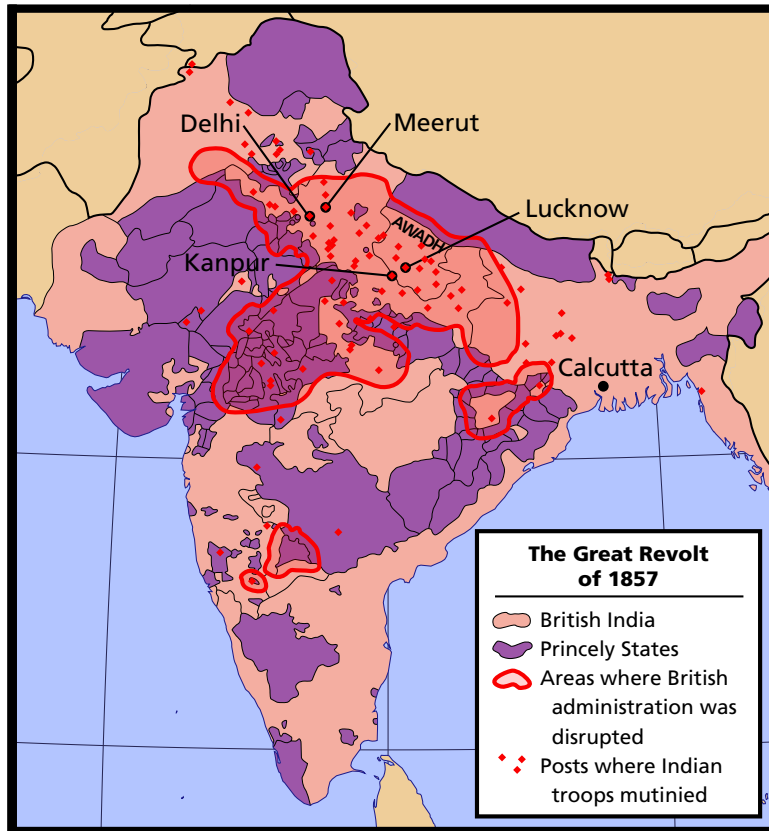 Delhi
Meerut
AWADH
Lucknow
Kanpur
Calcutta
The Great Revolt
of 1857
British India
Princely States
Areas where British
administration was
disrupted
Posts where Indian
troops mutinied